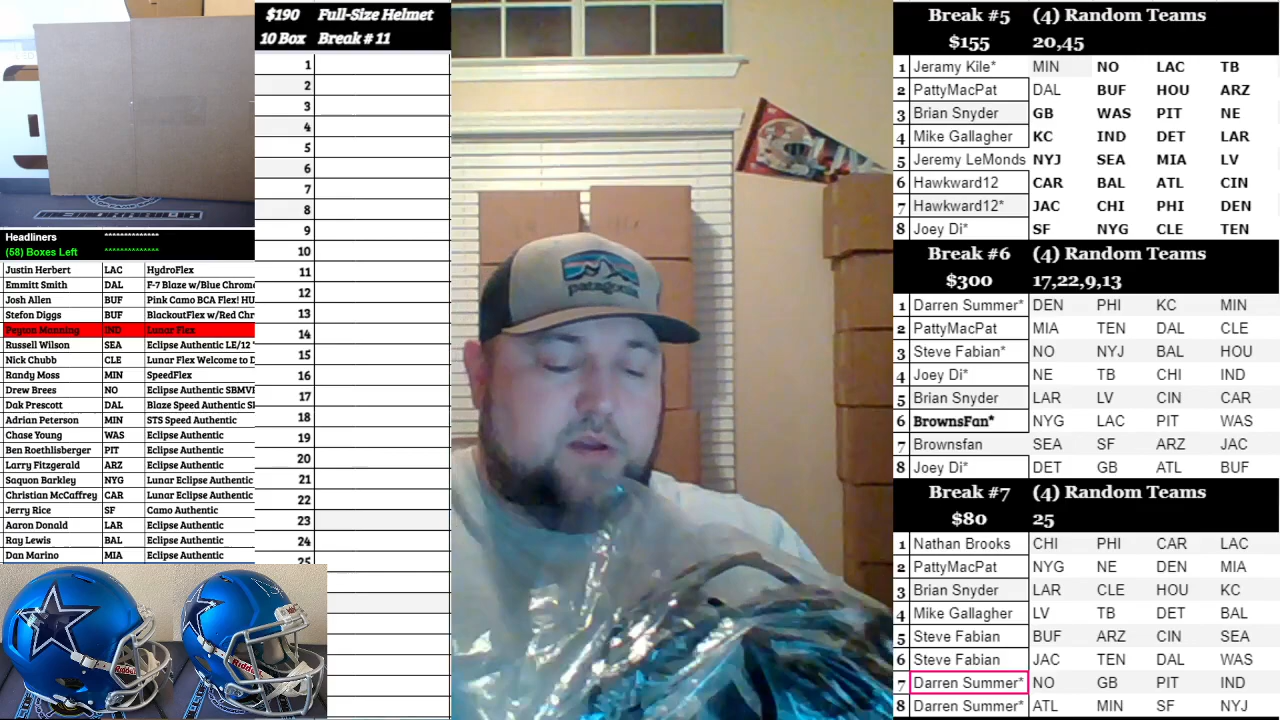 Headliners **************
(58) Boxes Left **************
Justin Herbert LAC HydroFlex
Emmitt Smith DAL F-7 Blaze w/Blue Chrome
Josh Allen BUF Pink Camo BCA Flex! HU
Stefon Diggs BUF BlackoutFlex w/Red Chr
Peyton Manning IND Lunar Flex
Russell Wilson SEA Eclipse Authentic LE/12
Nick Chubb CLE Lunar Flex Welcome to D
Randy Moss MIN SpeedFlex
Drew Brees NO Eclipse Authentic SBMVP
Dak Prescott DAL Blaze Speed Authentic
Adrian Peterson MIN STS Speed Authentic
Chase Young WAS Eclipse Authentic
Ben Roethlisberger PIT Eclipse Authentic
Larry Fitzgerald ARZ Eclipse Authentic
Saquon Barkley NYG Lunar Eclipse Authentic
Christian McCaffrey CAR Lunar Eclipse Authentic
Jerry Rice SF Camo Authentic
Aaron Donald LAR Eclipse Authentic
Ray Lewis BAL Eclipse Authentic
Dan Marino MIA Eclipse Authentic
$190 Full-Size Helmet
10 Box Break # 11
1
2
3
4
5
6
7
8
9
10
11
12
13
14
15
16
17
18
19
20
21
22
23
24
25
patagonia
Break #5 (4) Random Teams
$155 20,45
1 Jeramy Kile* MIN NO LAC TB
2 PattyMacPat DAL BUF HOU ARZ
3 Brian Snyder GB WAS PIT NE
4 Mike Gallagher KC IND DET LAR
5 Jeremy LeMonds NYJ SEA MIA LV
6 Hawkward12 CAR BAL ATL CIN
7 Hawkward12* JAC CHI PHI DEN
8 Joey Di* SF NYG CLE TEN
Break #6 (4) Random Teams
$300 17,22,9,13
1 Darren Summer* DEN PHI KC MIN
2 PattyMacPat MIA TEN DAL CLE
3 Steve Fabian* NO NYJ BAL HOU
4 Joey Di* NE TB CHI IND
5 Brian Snyder LAR LV CIN CAR
6 BrownsFan* NYG LAC PIT WAS
7 Brownsfan SEA SF ARZ JAC
8 Joey Di* DET GB ATL BUF
Break #7 (4) Random Teams
$80 25
1 Nathan Brooks CHI PHI CAR LAC
2 PattyMacPat NYG NE DEN MIA
3 Brian Snyder LAR CLE HOU KC
4 Mike Gallagher LV TB DET BAL
5 Steve Fabian BUF ARZ CIN SEA
6 Steve Fabian JAC TEN DAL WAS
7 Darren Summer* NO GB PIT IND
8 Darren Summer* ATL MIN SF NYJ